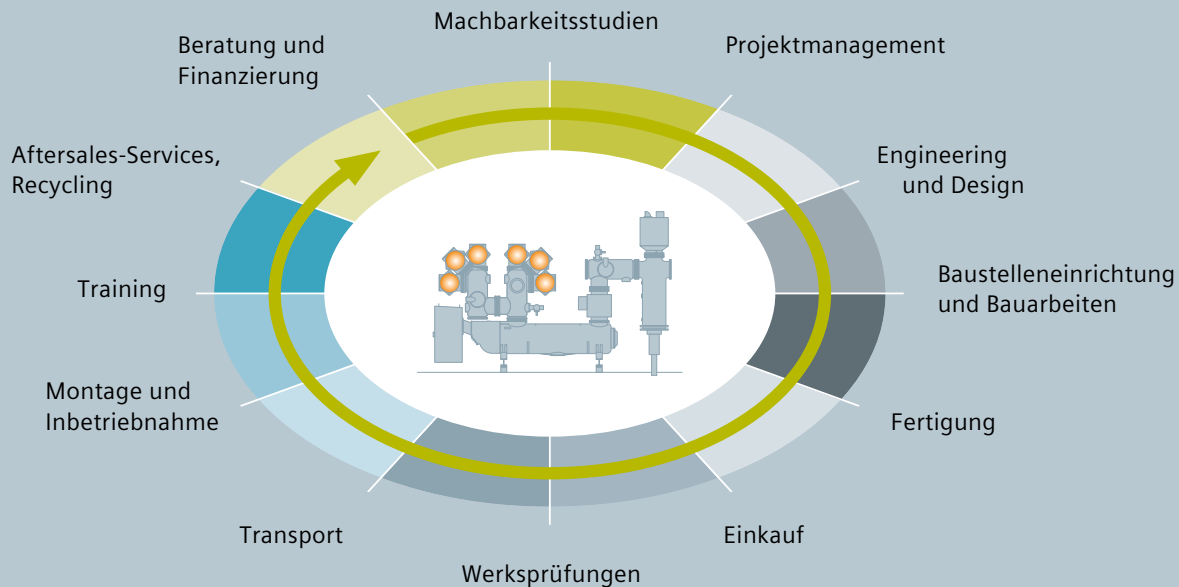 Machbarkeitsstudien
Projektmanagement
Engineering
und Design
Baustelleneinrichtung
und Bauarbeiten
Fertigung
Einkauf
Werksprüfungen
Transport
Montage und
Inbetriebnahme
Training
Aftersales-Services,
Recycling
Beratung und
Finanzierung